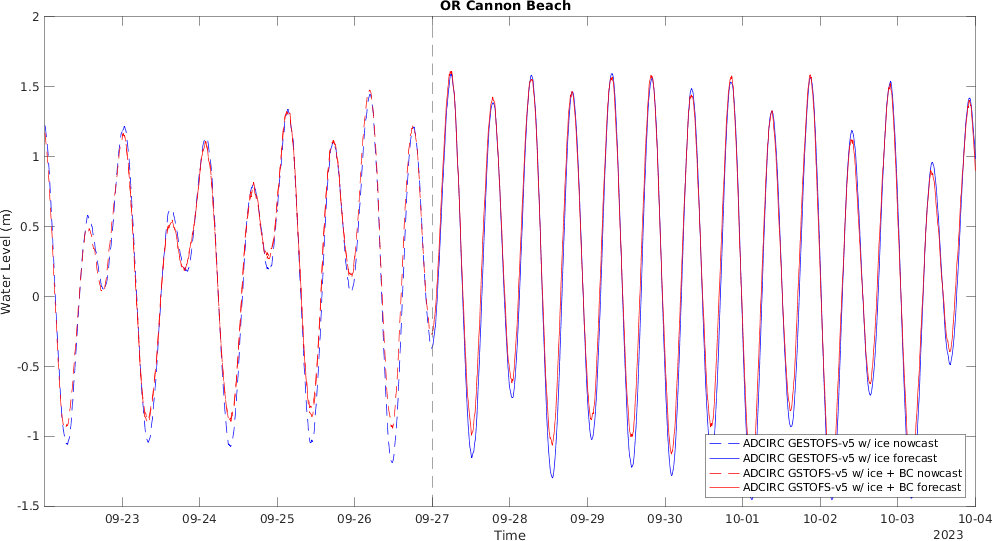 OR Cannon Beach
2
1.5
1
0.5
0
-0.5
-1
-1.5
Water Level (m)
ADCIRC GESTOFS-v5 w/ ice nowcast
ADCIRC GESTOFS-v5 w/ ice forecast
ADCIRC GSTOFS-v5 w/ ice + BC nowcast
ADCIRC GSTOFS-v5 w/ ice + BC forecast
09-23 09-24 09-25 09-26 09-27 09-28 09-29 09-30 10-01 10-02 10-03 10-04
Time
2023